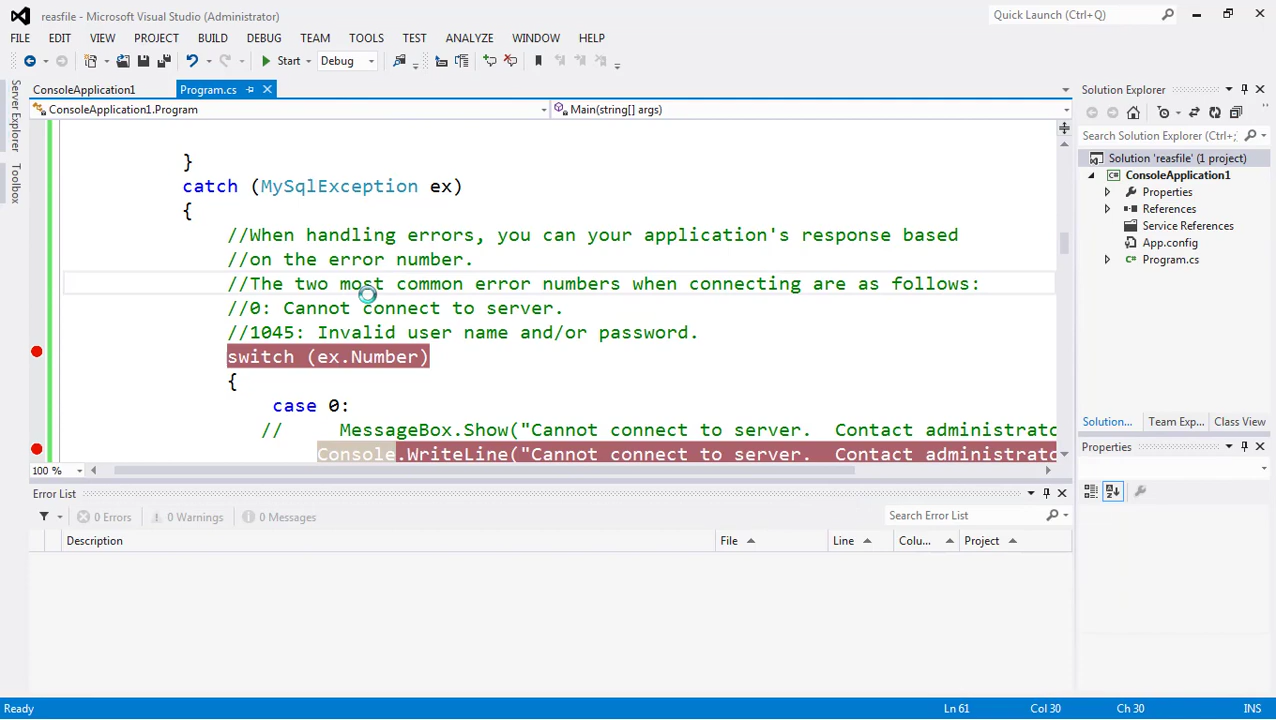 reasfile - Microsoft Visual Studio (Administrator)
Quick Launch (Ctrl+Q)
FILE EDIT VIEW PROJECT BUILD DEBUG TEAM TOOLS TEST ANALYZE WINDOW HELP
Start Debug
ConsoleApplication1 Program.cs
ConsoleApplication1.Program
Main(string[] args)
Server Explorer
Toolbox
}
catch (MySqlException ex)
{
//When handling errors, you can your application's response based
//on the error number.
//The two most common error numbers when connecting are as follows:
//0: Cannot connect to server.
//1045: Invalid user name and/or password.
switch (ex.Number)
{
case 0:
// MessageBox.Show("Cannot connect to server. Contact administrato
Console.WriteLine("Cannot connect to server. Contact administrato
100 %
Solution Explorer
Search Solution Explorer (Ctrl+;
Solution 'reasfile' (1 project)
ConsoleApplication1
Properties
References
Service References
App.config
Program.cs
Solution... Team Exp... Class View
Properties
Error List
0 Errors 0 Warnings 0 Messages
Search Error List
Description File Line Colu... Project
Ready Ln 61 Col 30 Ch 30 INS